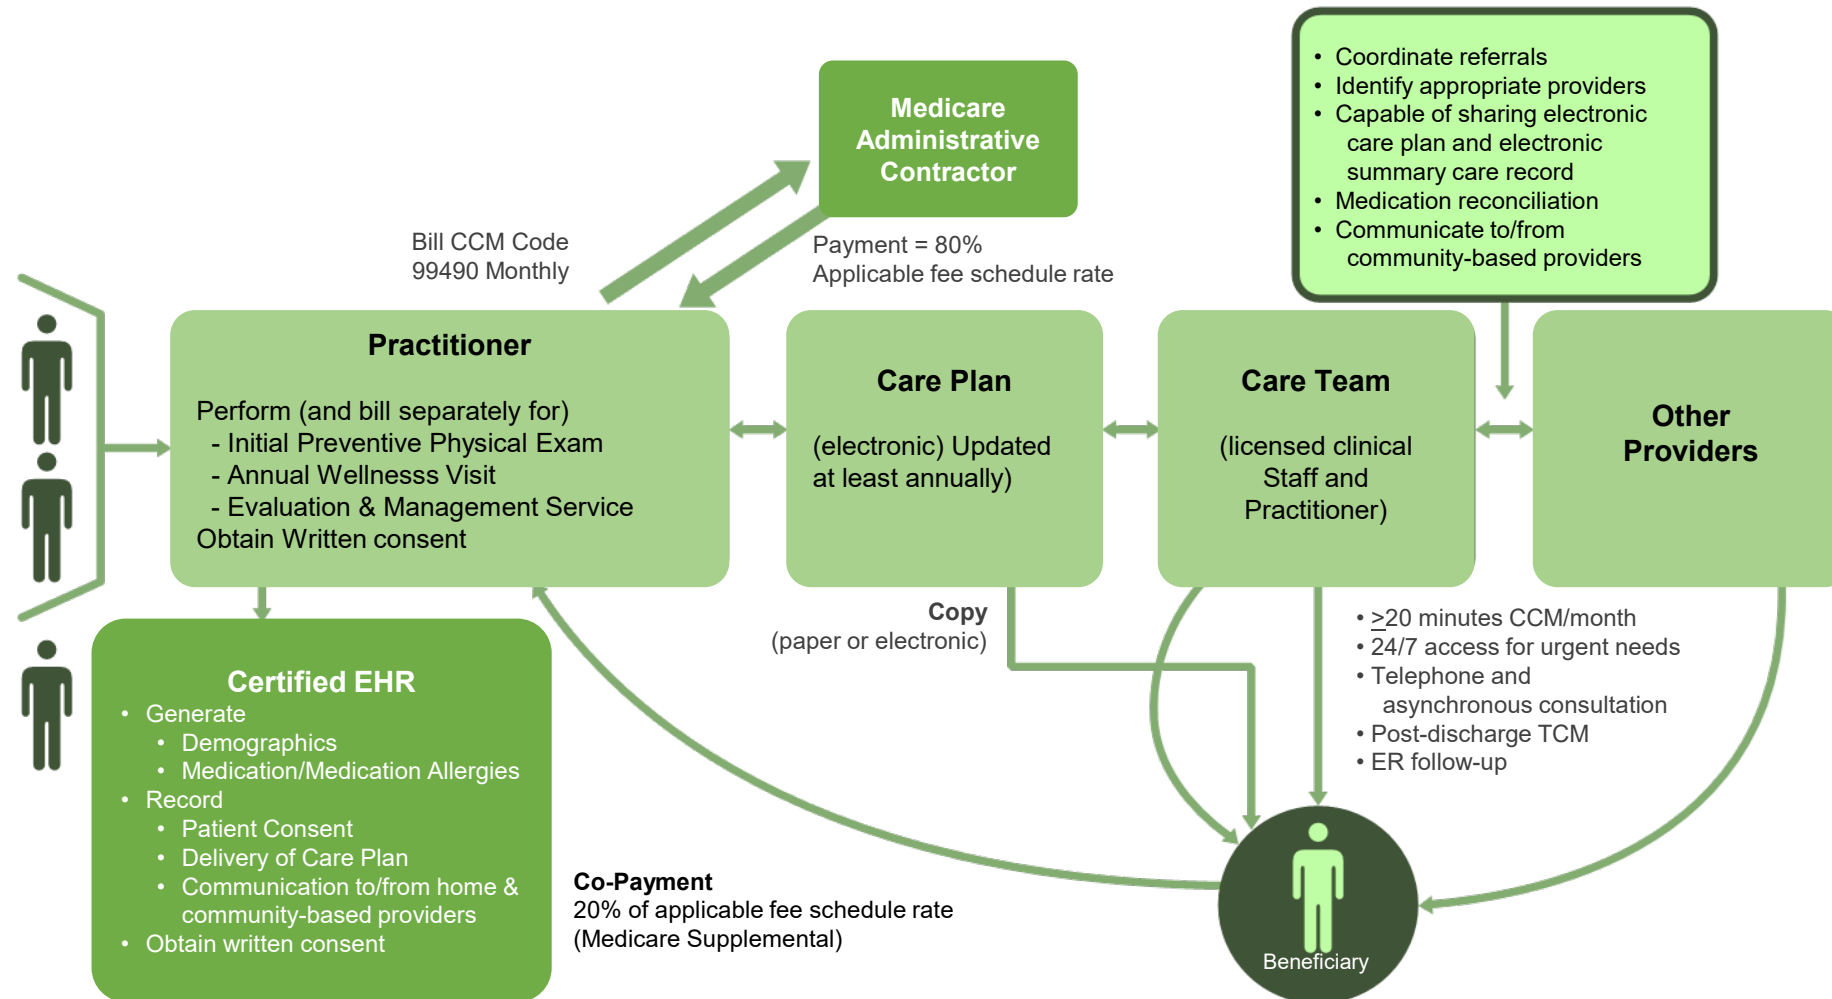 Medicare
Administrative
Contractor
• Coordinate referrals
• Identify appropriate providers
• Capable of sharing electronic
care plan and electronic
summary care record
• Medication reconciliation
• Communicate to/from
community-based providers
Bill CCM Code
99490 Monthly
Payment = 80%
Applicable fee schedule rate
Practitioner
Perform (and bill separately for)
- Initial Preventive Physical Exam
- Annual Wellnesss Visit
- Evaluation & Management Service
Obtain Written consent
Care Plan
(electronic) Updated
at least annually)
Care Team
(licensed clinical
Staff and
Practitioner)
Other
Providers
Copy
(paper or electronic)
• ≥20 minutes CCM/month
• 24/7 access for urgent needs
• Telephone and
asynchronous consultation
• Post-discharge TCM
• ER follow-up
Certified EHR
• Generate
• Demographics
• Medication/Medication Allergies
• Record
• Patient Consent
• Delivery of Care Plan
• Communication to/from home &
community-based providers
• Obtain written consent
Co-Payment
20% of applicable fee schedule rate
(Medicare Supplemental)
Beneficiary